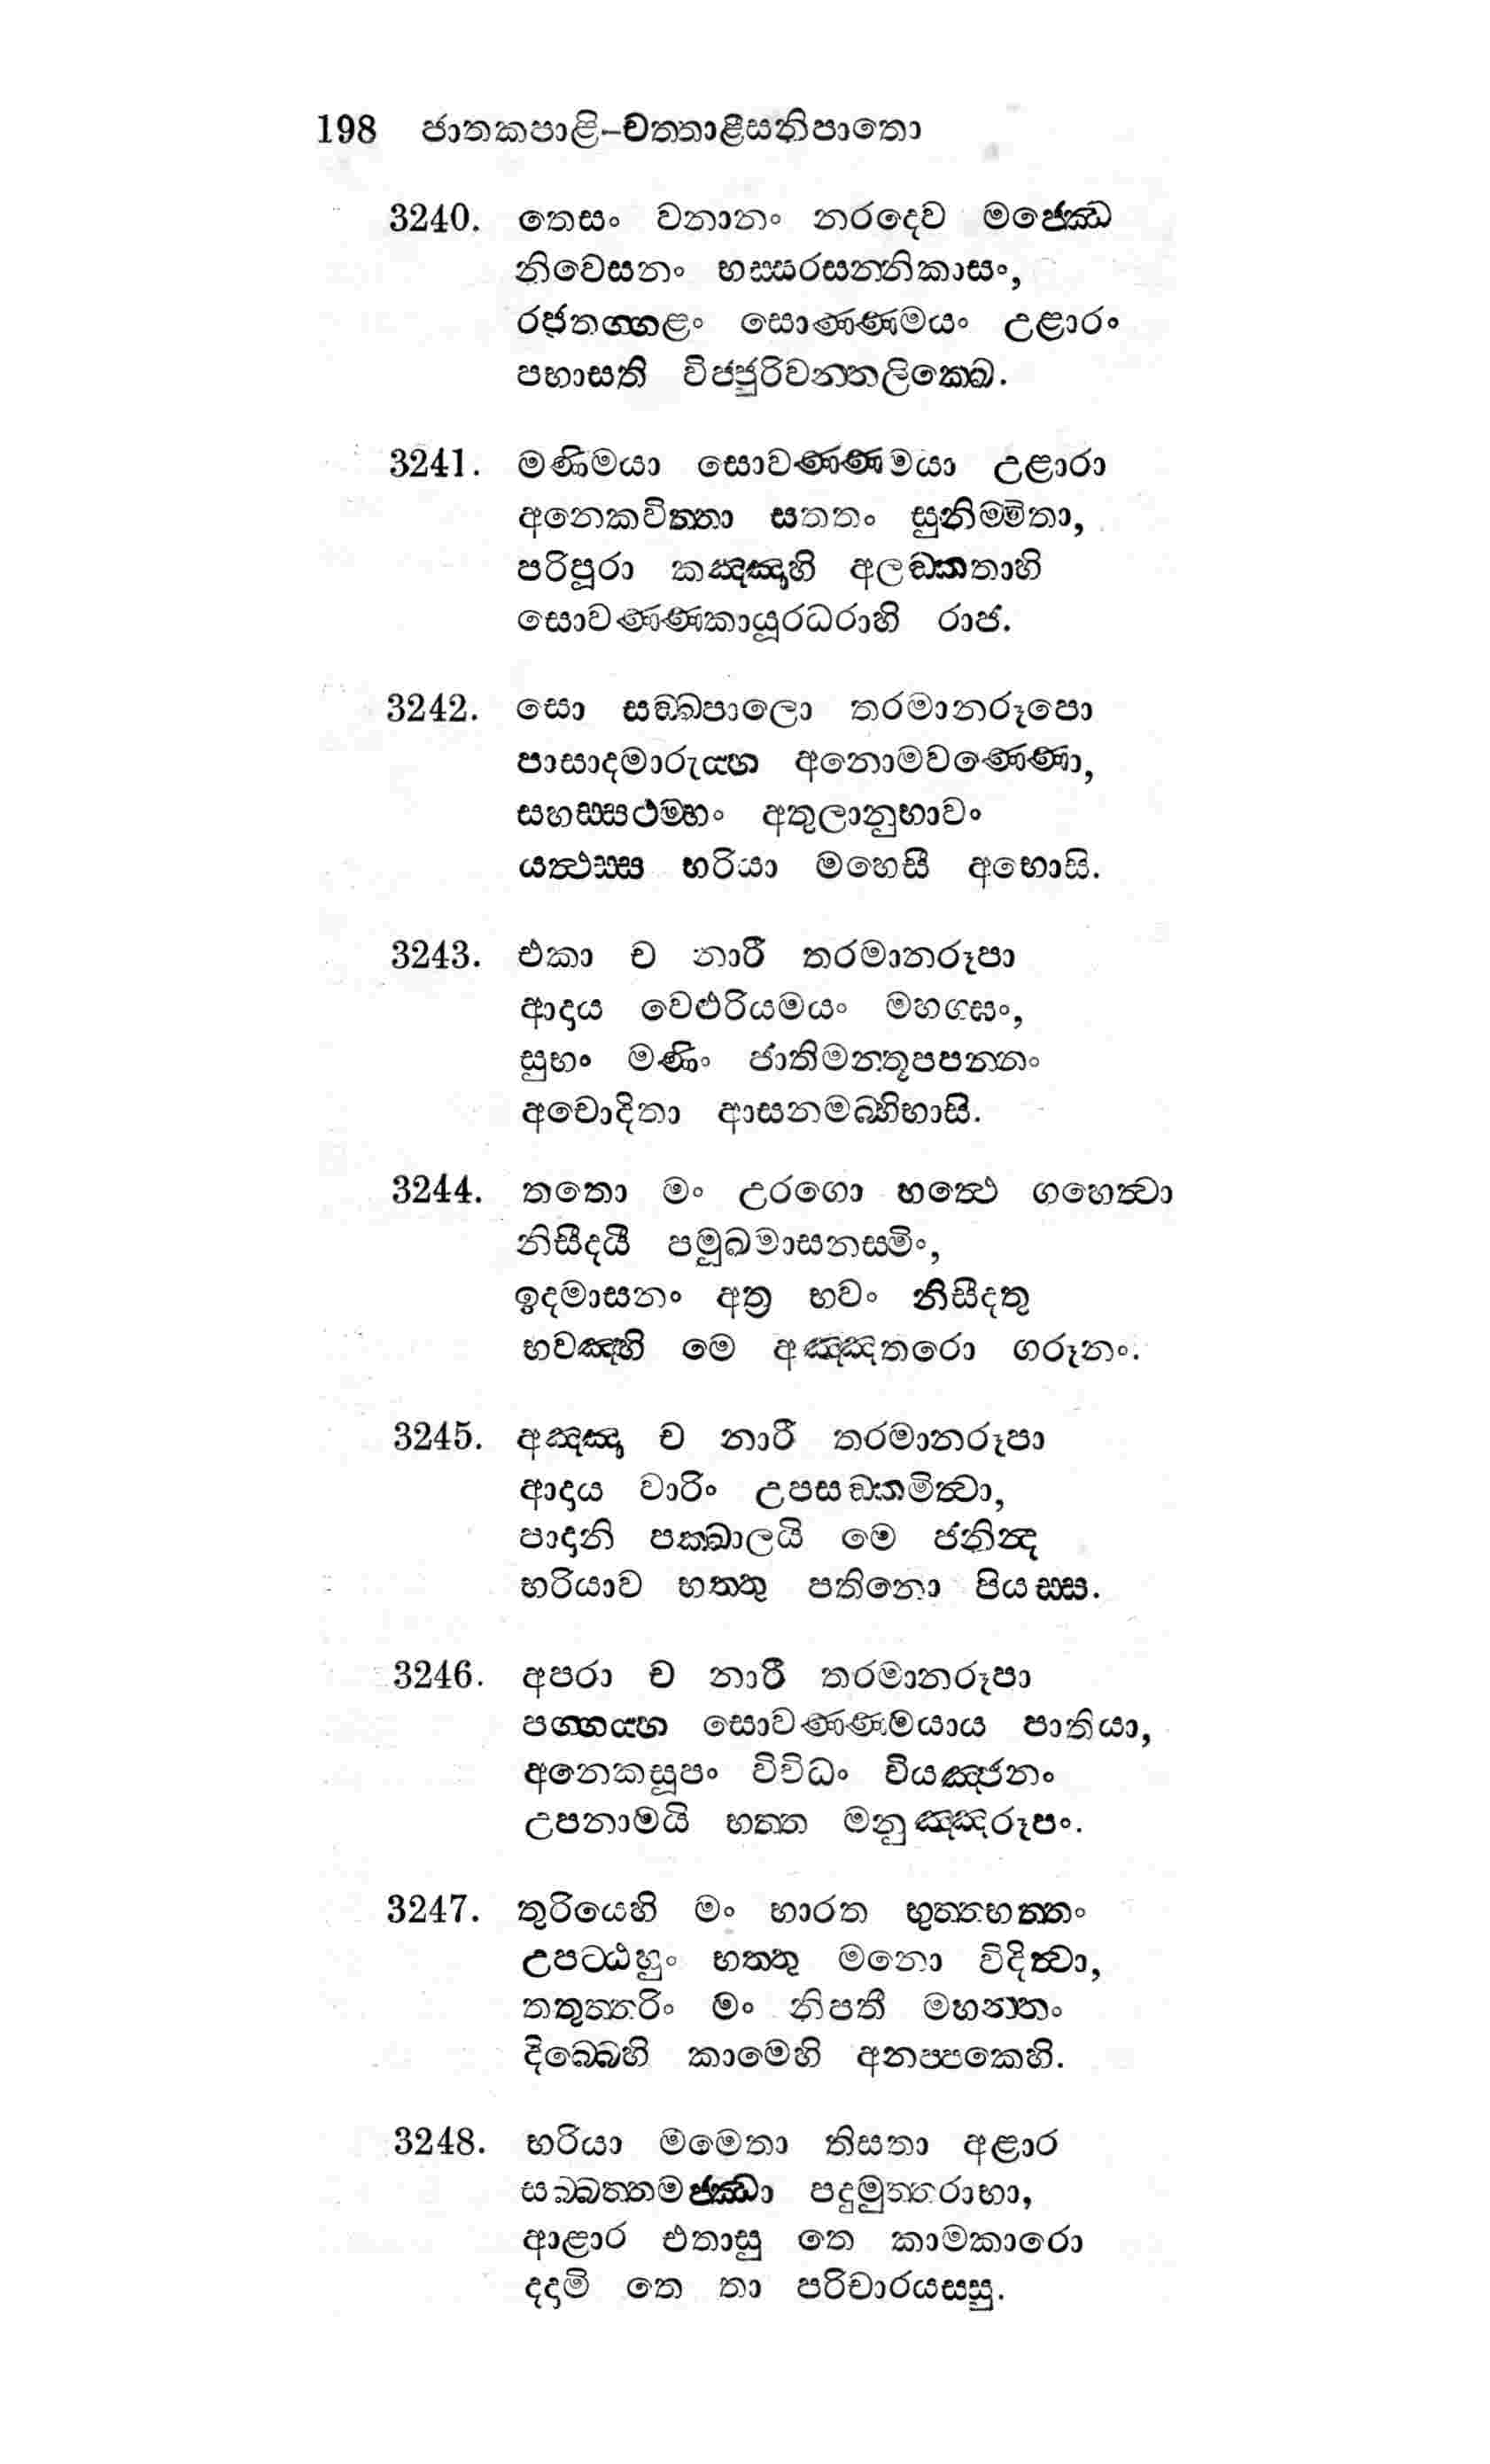 198 ජාතකපාළි-චත්තාළීසනිපාතො
3240. තෙසං වනානං නරදෙව මජ්ඣෙ
නිවෙසනං භස්සරසන්නිකාසං,
රජතග්ගළං සොණ්ණමයං උළාරං
පභාසති විජ්ජුරිවන්තලික්ඛෙ.
3241. මණිමයා සොවණ්ණමයා උළාරා
අනෙකචිත්තා සතතං සුනිම්මිතා,
පරිපූරා කඤ්ඤාහි අලඞ්කතාහි
සොවණ්ණකායූරධරාහි රාජ.
3242. සො සඞ්ඛපාලො තරමානරූපො
පාසාදමාරුය්හ අනොමවණ්ණො,
සහස්සථම්භං අතුලානුභාවං
යත්ථස්ස භරියා මහෙසී අහොසි.
3243. එකා ච නාරී තරමානරූපා
ආදාය වෙළුරියමයං මහග්ඝං,
සුභං මණිං ජාතිමන්තූපපන්නං
අචොදිතා ආසනමබ්භිහාසි.
3244. තතො මං උරගො හත්ථෙ ගහෙත්වා
නිසීදයී පමුඛමාසනස්මිං,
ඉදමාසනං අත්‍ර භවං නිසීදතු
භවඤ්හි මෙ අඤ්ඤතරො ගරූනං.
3245. අඤ්ඤා ච නාරී තරමානරූපා
ආදාය වාරිං උපසඞ්කමිත්වා,
පාදානි පක්ඛාලයි මෙ ජනින්ද
භරියාව භත්තු පතිනො පියස්ස.
3246. අපරා ච නාරී තරමානරූපා
පග්ගය්හ සොවණ්ණමයාය පාතියා,
අනෙකසූපං විවිධං වියඤ්ජනං
උපනාමයි භත්ත මනුඤ්ඤරූපං.
3247. තුරියෙහි මං භාරත භුත්තභත්තං
උපට්ඨහුං භත්තු මනො විදිත්වා,
තතුත්තරිං මං නිපතී මහන්තං
දිබ්බෙහි කාමෙහි අනප්පකෙහි.
3248. භරියා මමෙතා තිසතා අළාර
සබ්බත්තමජ්ඣා පදුමුත්තරාභා,
ආළාර එතාසු තෙ කාමකාරො
දදාමි තෙ තා පරිචාරයස්සු.